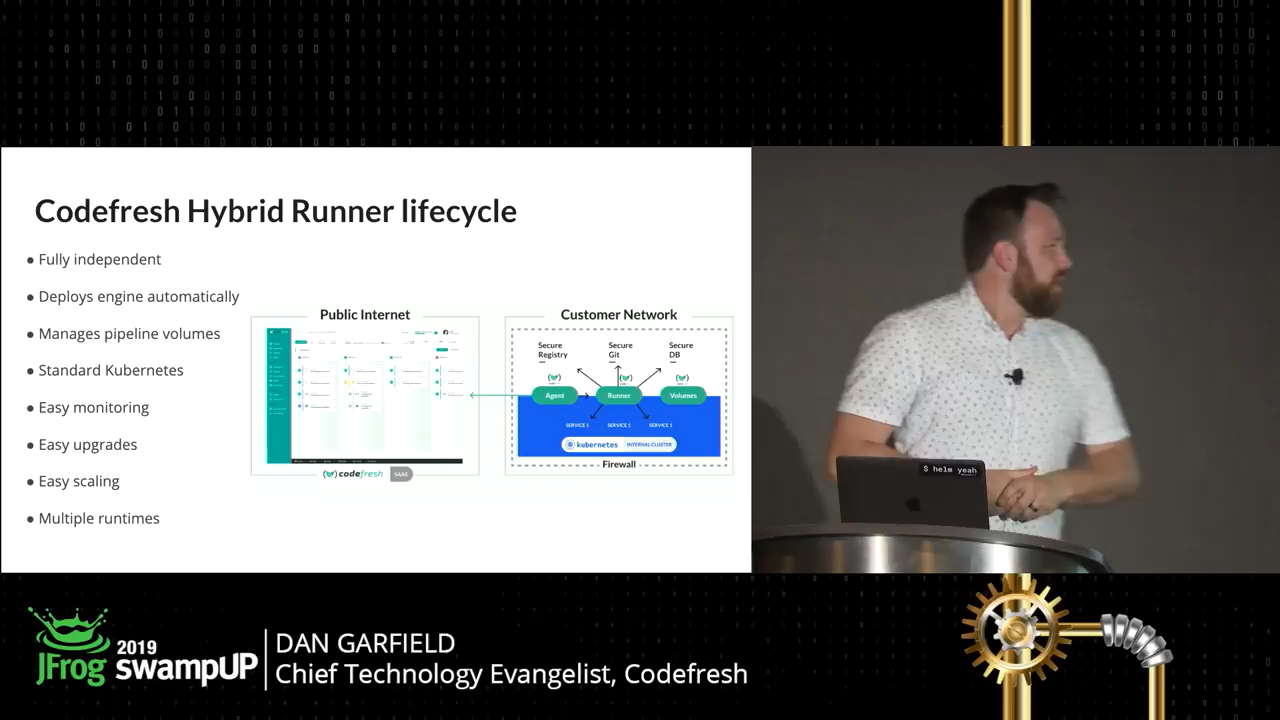 Codefresh Hybrid Runner lifecycle
● Fully independent
● Deploys engine automatically
● Manages pipeline volumes
● Standard Kubernetes
● Easy monitoring
● Easy upgrades
● Easy scaling
● Multiple runtimes
Public Internet
codefresh SAAS
Customer Network
Secure Registry
Secure Git
Secure DB
Agent
Runner
Volumes
SERVICE 1 SERVICE 1 SERVICE 1
kubernetes INTERNAL CLUSTER
Firewall
$ helm yeah
JFrog 2019 swampUP
DAN GARFIELD
Chief Technology Evangelist, Codefresh